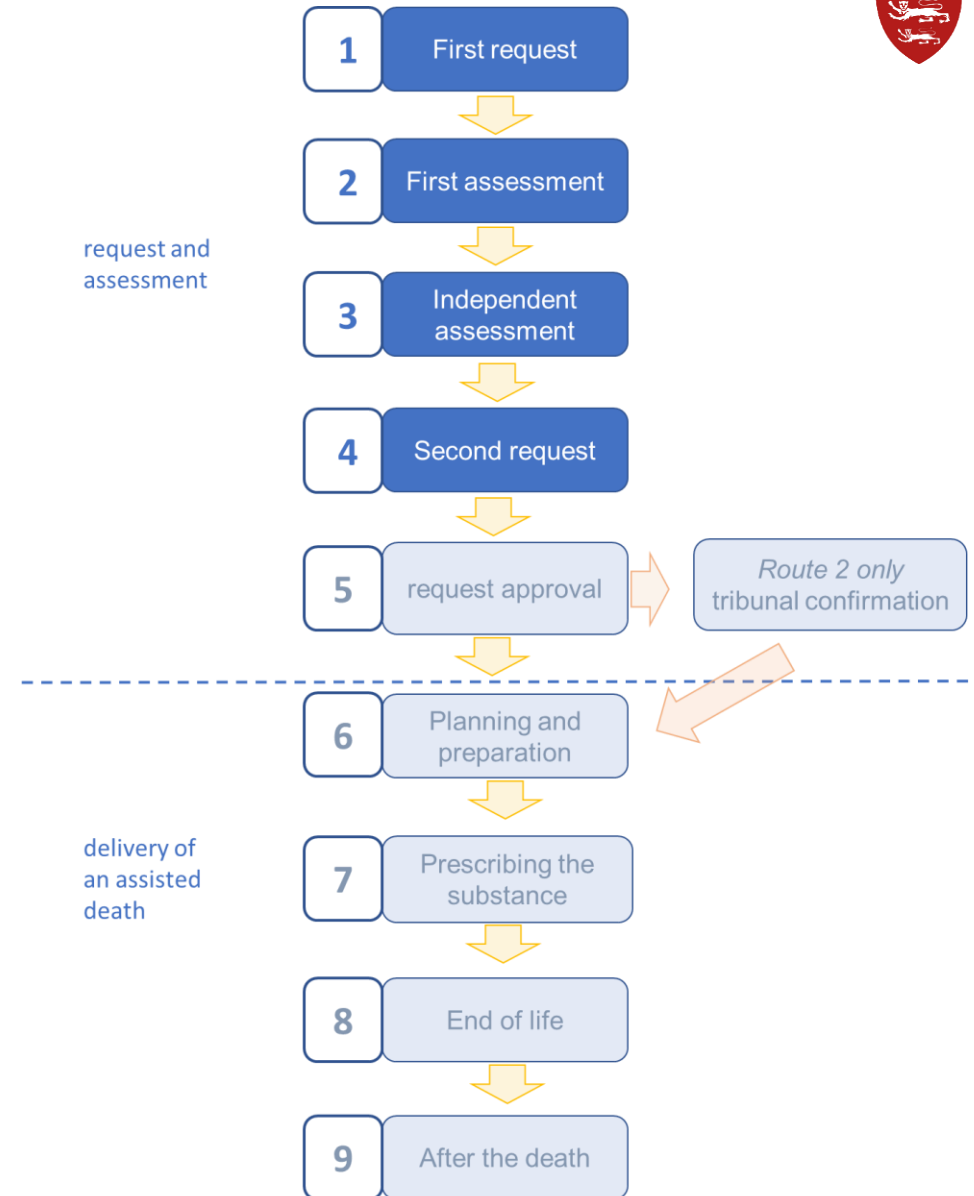 1
First request
2
First assessment
request and
assessment
3
Independent
assessment
4
Second request
5
request approval
Route 2 only
tribunal confirmation
6
Planning and
preparation
delivery of
an assisted
death
7
Prescribing the
substance
8
End of life
9
After the death